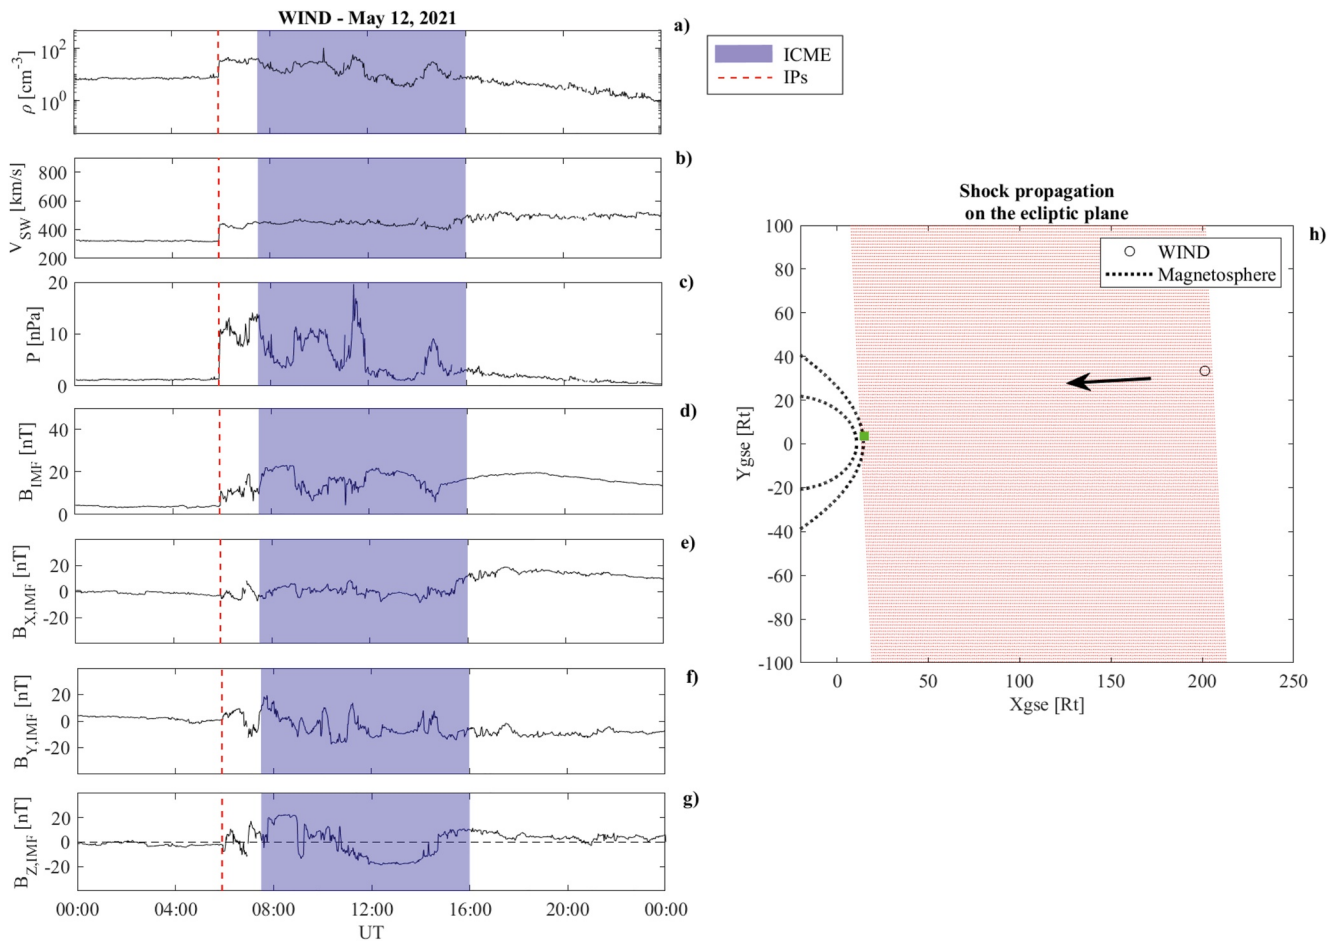 WIND - May 12, 2021
a)
ρ [cm⁻³]
10²
10⁰
ICME
IPs
b)
V_SW [km/s]
800
600
400
200
c)
P [nPa]
20
10
0
d)
B_IMF [nT]
40
20
0
e)
B_X,IMF [nT]
20
0
-20
f)
B_Y,IMF [nT]
20
0
-20
g)
B_Z,IMF [nT]
20
0
-20
00:00 04:00 08:00 12:00 16:00 20:00 00:00
UT
Shock propagation
on the ecliptic plane
h)
WIND
Magnetosphere
Ygse [Rt]
100
80
60
40
20
0
-20
-40
-60
-80
-100
0 50 100 150 200 250
Xgse [Rt]